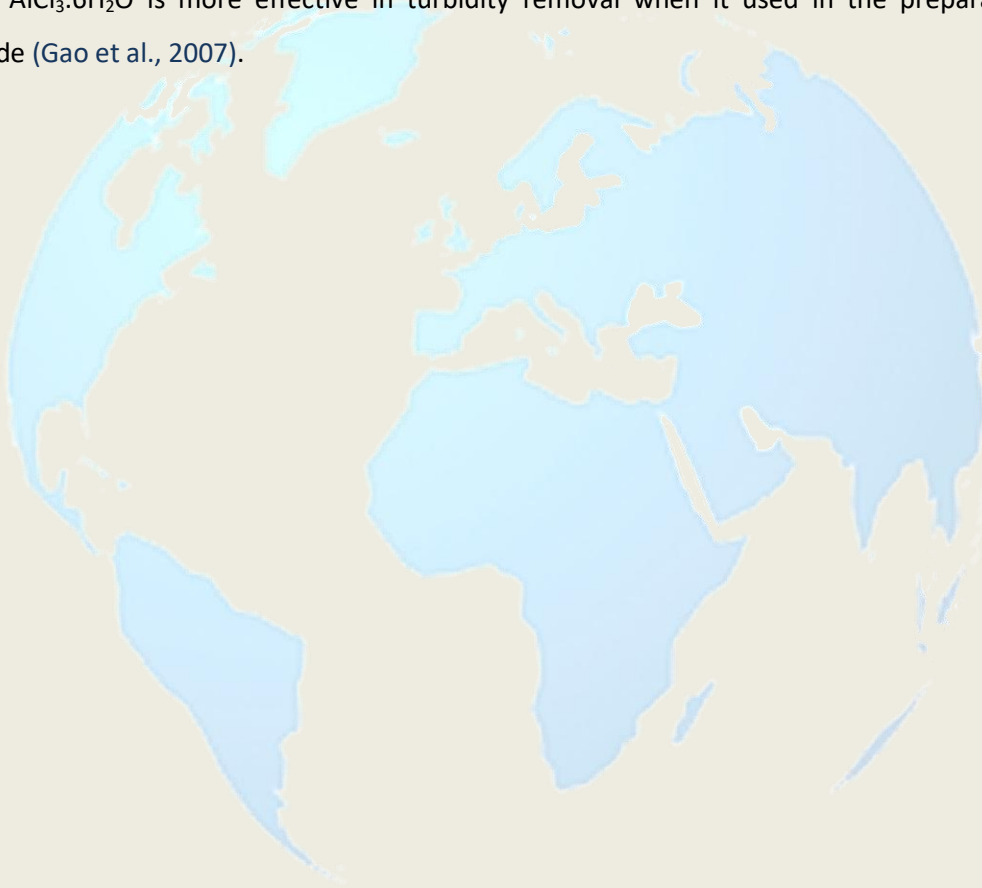 AlCl₃.6H₂O is more effective in turbidity removal when it used in the prepara
de (Gao et al., 2007).